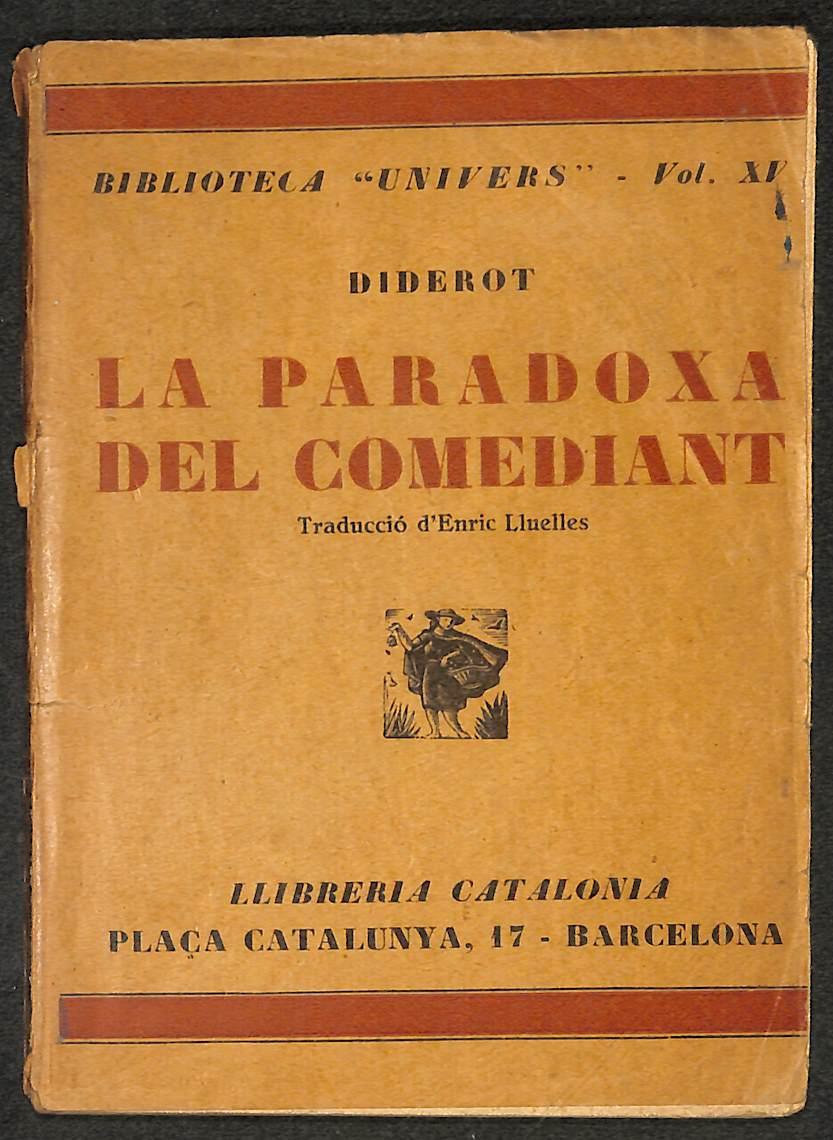 BIBLIOTECA “UNIVERS” - Vol. XV
DIDEROT
LA PARADOXA
DEL COMEDIANT
Traducció d'Enric Lluelles
LLIBRERIA CATALONIA
PLAÇA CATALUNYA, 17 - BARCELONA